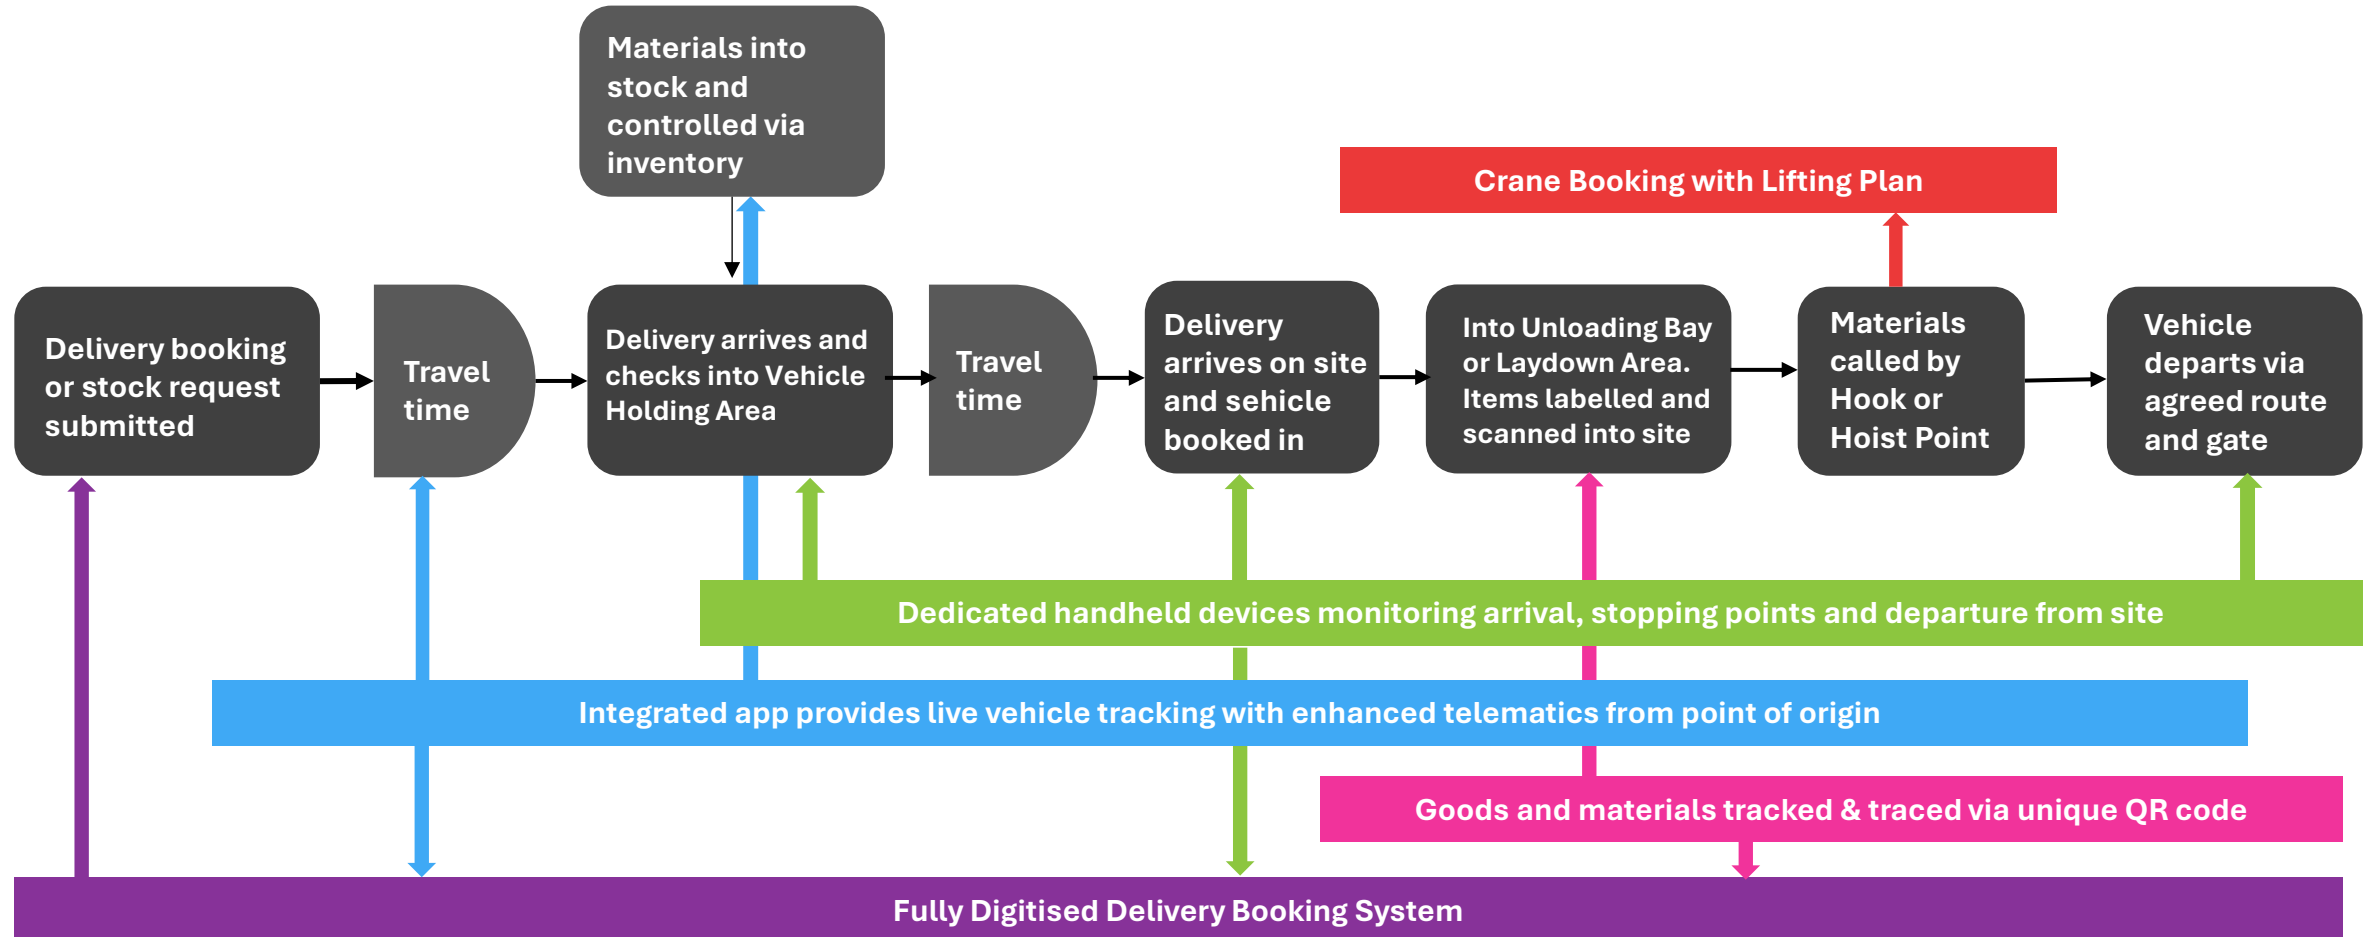 Materials into
stock and
controlled via
inventory
Crane Booking with Lifting Plan
Delivery booking
or stock request
submitted
Travel
time
Delivery arrives and
checks into Vehicle
Holding Area
Travel
time
Delivery
arrives on site
and sehicle
booked in
Into Unloading Bay
or Laydown Area.
Items labelled and
scanned into site
Materials
called by
Hook or
Hoist Point
Vehicle
departs via
agreed route
and gate
Dedicated handheld devices monitoring arrival, stopping points and departure from site
Integrated app provides live vehicle tracking with enhanced telematics from point of origin
Goods and materials tracked & traced via unique QR code
Fully Digitised Delivery Booking System